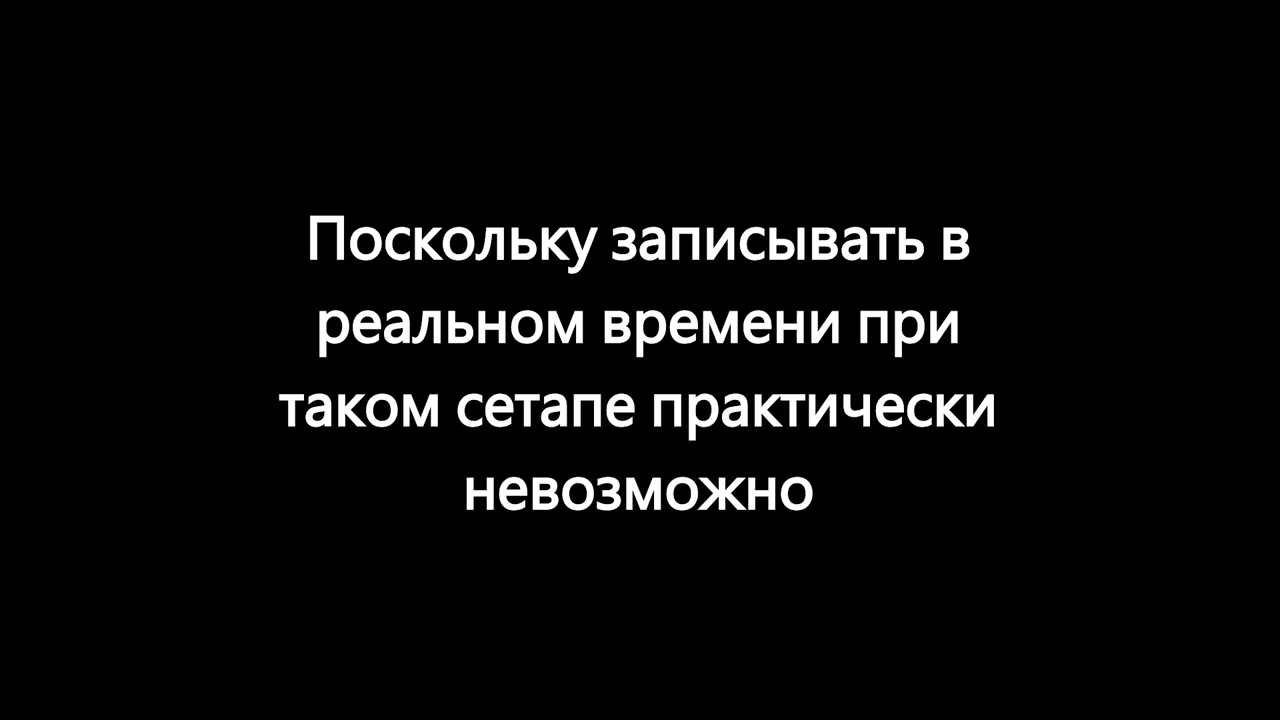 Поскольку записывать в
реальном времени при
таком сетапе практически
невозможно